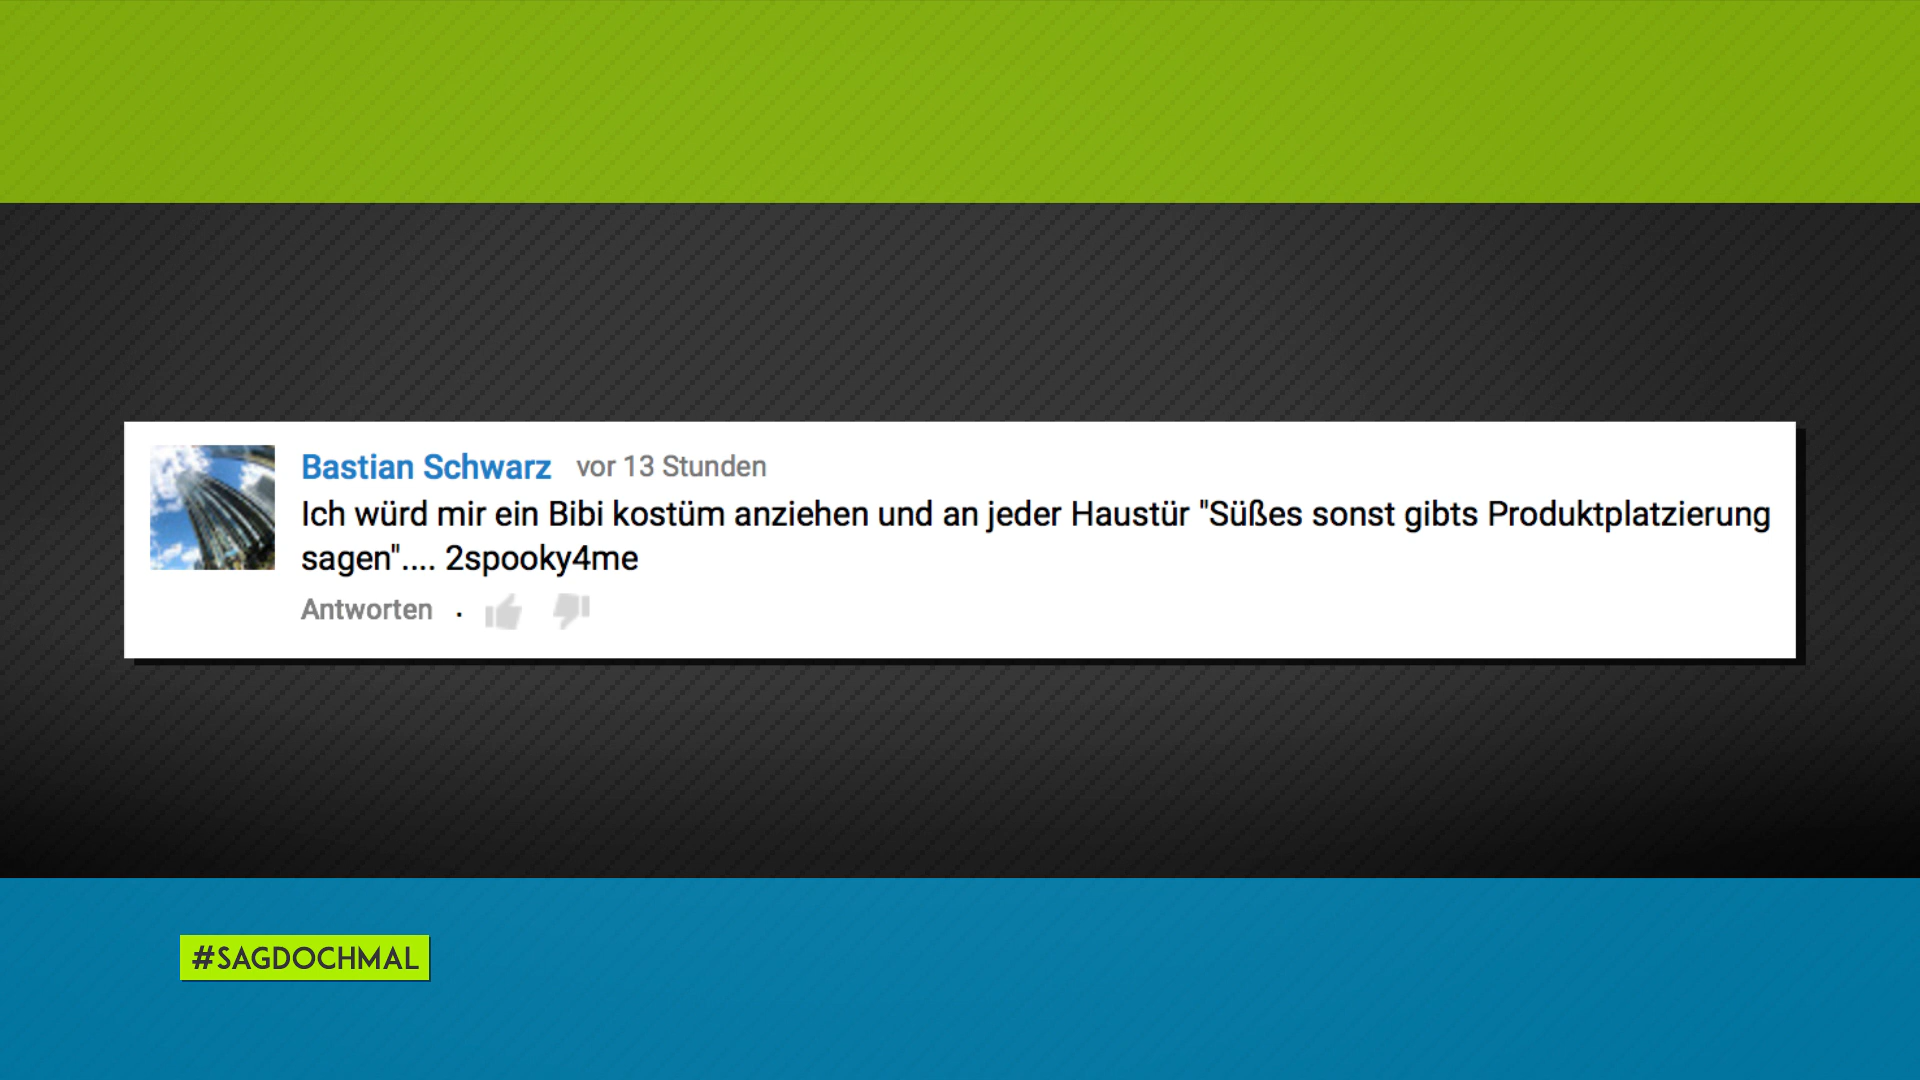 Bastian Schwarz vor 13 Stunden
Ich würd mir ein Bibi kostüm anziehen und an jeder Haustür "Süßes sonst gibts Produktplatzierung
sagen".... 2spooky4me
Antworten .
#SAGDOCHMAL